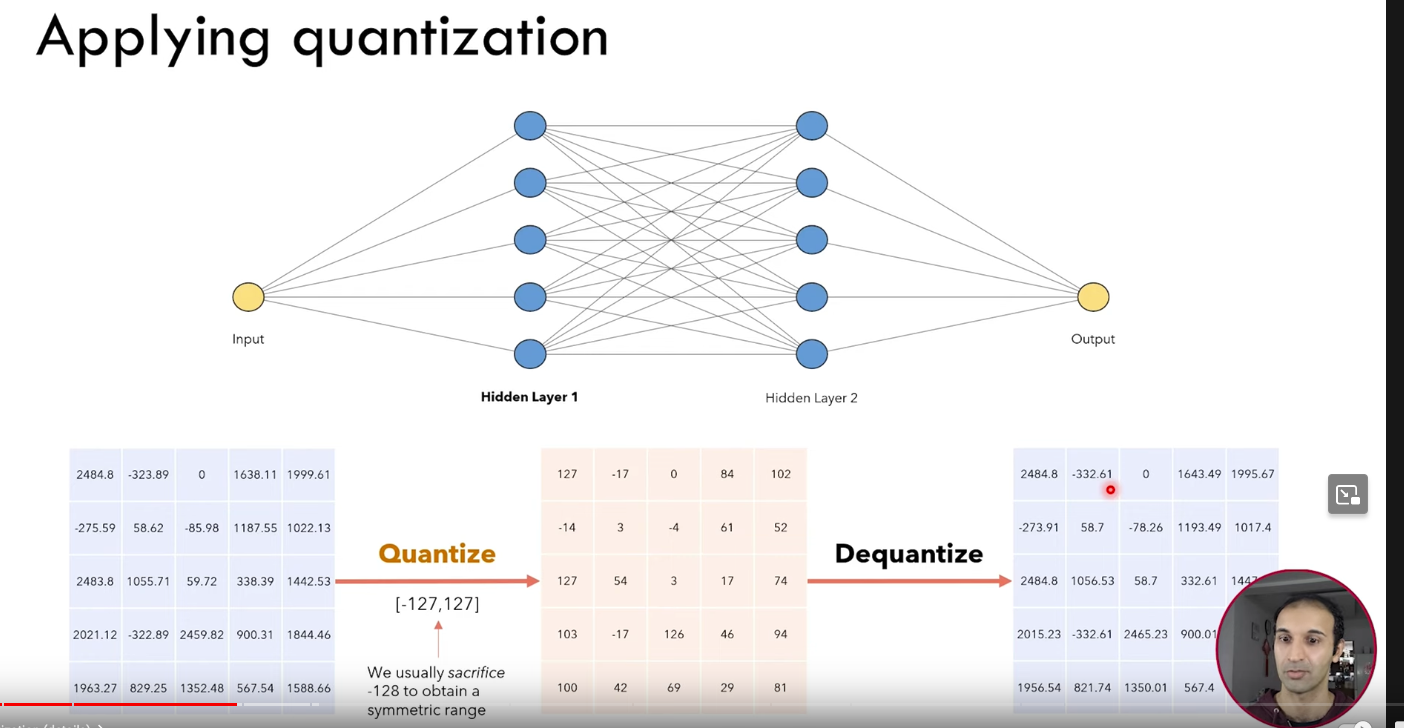 Applying quantization
Input
Output
Hidden Layer 1
Hidden Layer 2
2484.8 -323.89 0 1638.11 1999.61
-275.59 58.62 -85.98 1187.55 1022.13
2483.8 1055.71 59.72 338.39 1442.53
2021.12 -322.89 2459.82 900.31 1844.46
1963.27 829.25 1352.48 567.54 1588.66
Quantize
[-127,127]
We usually sacrifice
-128 to obtain a
symmetric range
127 -17 0 84 102
-14 3 -4 61 52
127 54 3 17 74
103 -17 126 46 94
100 42 69 29 81
Dequantize
2484.8 -332.61 0 1643.49 1995.67
-273.91 58.7 -78.26 1193.49 1017.4
2484.8 1056.53 58.7 332.61
2015.23 -332.61 2465.23 900.01
1956.54 821.74 1350.01 567.4